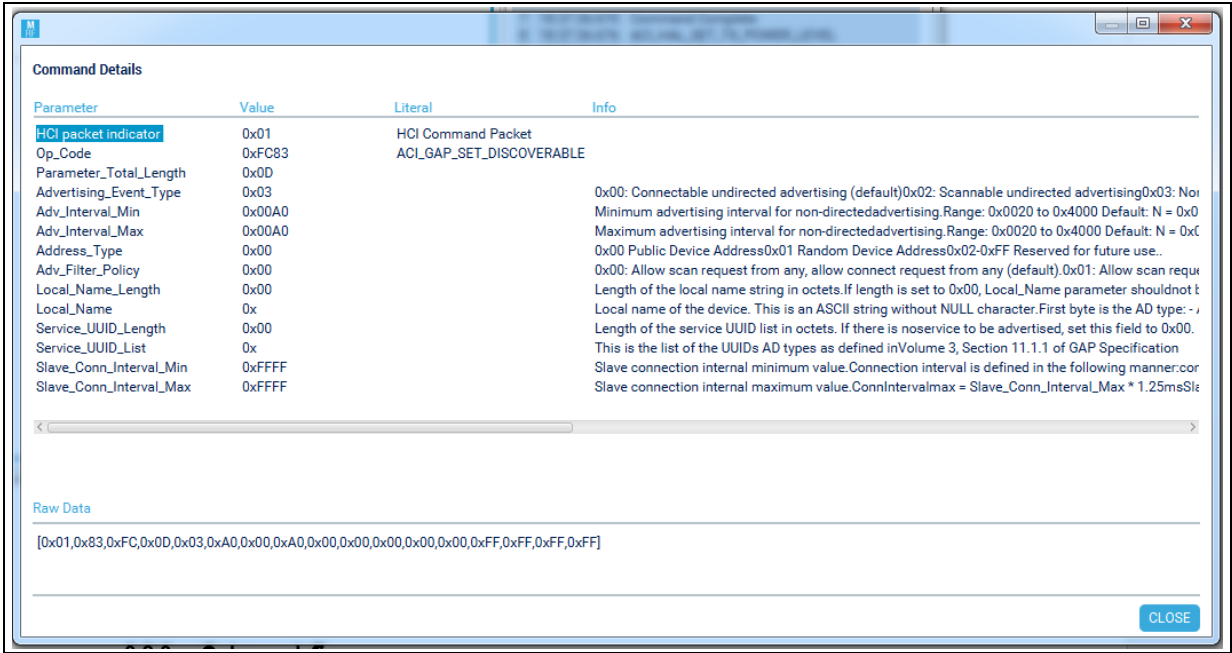 M
RF
Command Details
Parameter Value Literal Info
HCI packet indicator 0x01 HCI Command Packet
Op_Code 0xFC83 ACI_GAP_SET_DISCOVERABLE
Parameter_Total_Length 0x0D
Advertising_Event_Type 0x03 0x00: Connectable undirected advertising (default)0x02: Scannable undirected advertising0x03: Nor
Adv_Interval_Min 0x00A0 Minimum advertising interval for non-directedadvertising.Range: 0x0020 to 0x4000 Default: N = 0x0
Adv_Interval_Max 0x00A0 Maximum advertising interval for non-directedadvertising.Range: 0x0020 to 0x4000 Default: N = 0x0
Address_Type 0x00 0x00 Public Device Address0x01 Random Device Address0x02-0xFF Reserved for future use..
Adv_Filter_Policy 0x00 0x00: Allow scan request from any, allow connect request from any (default).0x01: Allow scan reque
Local_Name_Length 0x00 Length of the local name string in octets.If length is set to 0x00, Local_Name parameter shouldnot b
Local_Name 0x Local name of the device. This is an ASCII string without NULL character.First byte is the AD type: - A
Service_UUID_Length 0x00 Length of the service UUID list in octets. If there is noservice to be advertised, set this field to 0x00.
Service_UUID_List 0x This is the list of the UUIDs AD types as defined inVolume 3, Section 11.1.1 of GAP Specification
Slave_Conn_Interval_Min 0xFFFF Slave connection internal minimum value.Connection interval is defined in the following manner:cor
Slave_Conn_Interval_Max 0xFFFF Slave connection internal maximum value.ConnIntervalmax = Slave_Conn_Interval_Max * 1.25msSla
Raw Data
[0x01,0x83,0xFC,0x0D,0x03,0xA0,0x00,0xA0,0x00,0x00,0x00,0x00,0x00,0xFF,0xFF,0xFF,0xFF]
CLOSE